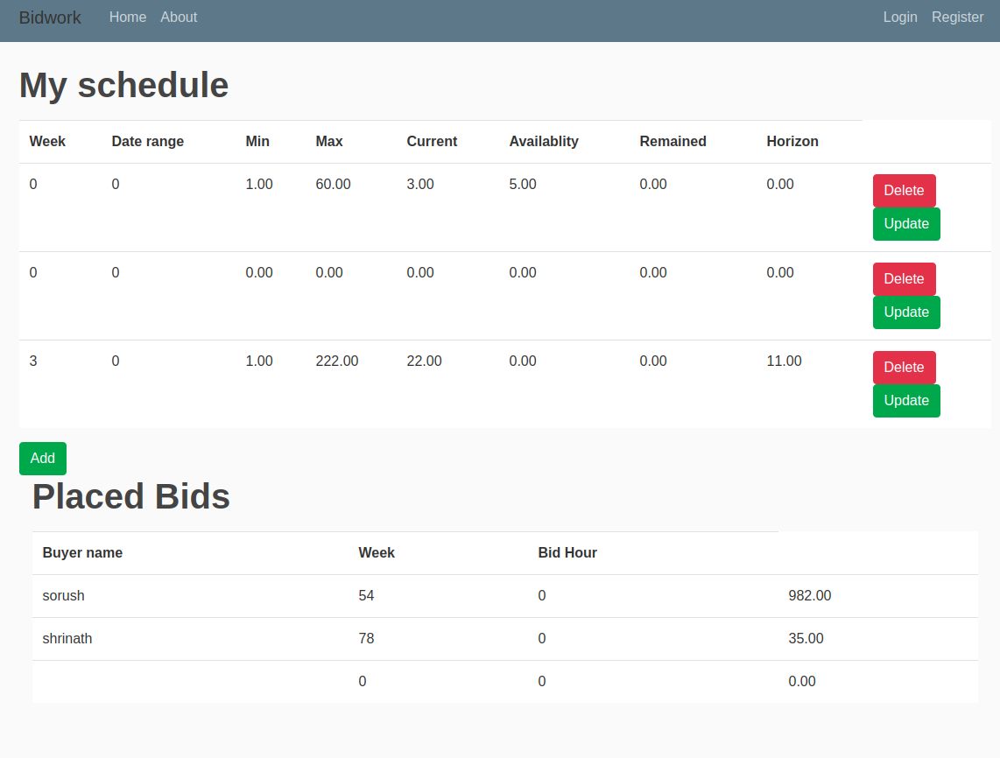 Bidwork Home About Login Register
My schedule
Week Date range Min Max Current Availablity Remained Horizon
0 0 1.00 60.00 3.00 5.00 0.00 0.00 Delete
Update
0 0 0.00 0.00 0.00 0.00 0.00 0.00 Delete
Update
3 0 1.00 222.00 22.00 0.00 0.00 11.00 Delete
Update
Add
Placed Bids
Buyer name Week Bid Hour
sorush 54 0 982.00
shrinath 78 0 35.00
0 0 0.00